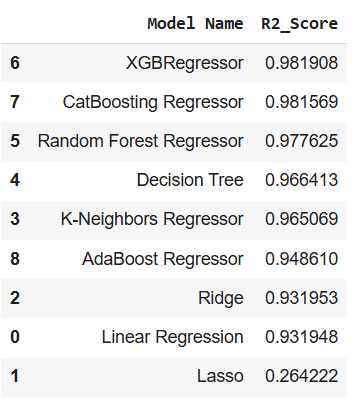 Model Name R2_Score
6 XGBRegressor 0.981908
7 CatBoosting Regressor 0.981569
5 Random Forest Regressor 0.977625
4 Decision Tree 0.966413
3 K-Neighbors Regressor 0.965069
8 AdaBoost Regressor 0.948610
2 Ridge 0.931953
0 Linear Regression 0.931948
1 Lasso 0.264222